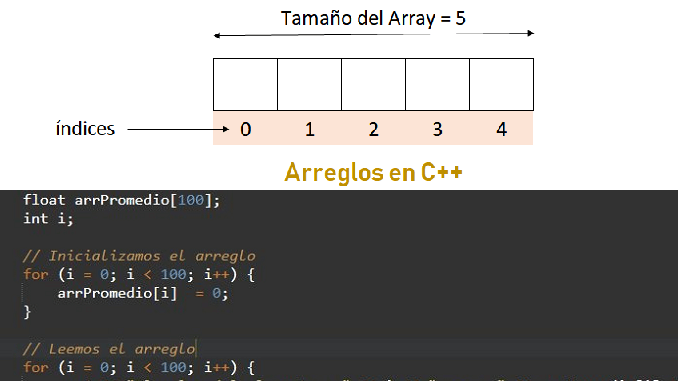 Tamaño del Array = 5
índices 0 1 2 3 4
Arreglos en C++
float arrPromedio[100];
int i;
// Inicializamos el arreglo
for (i = 0; i < 100; i++) {
arrPromedio[i]  = 0;
}
// Leemos el arreglo
for (i = 0; i < 100; i++) {